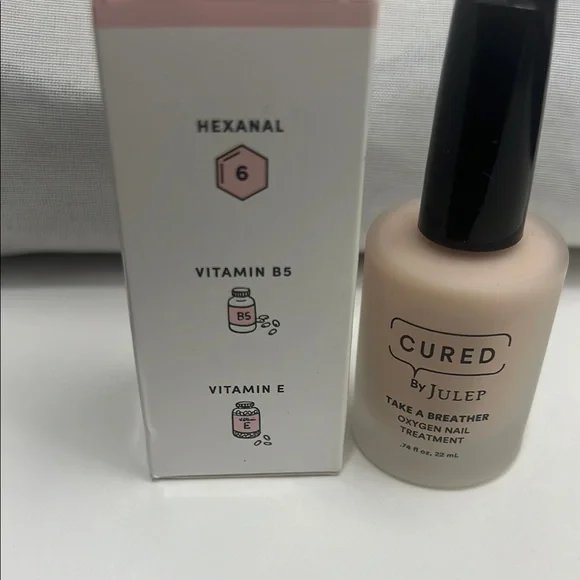 HEXANAL
6
VITAMIN B5
B5
VITAMIN E
E
CURED
By JULEP
TAKE A BREATHER
OXYGEN NAIL
TREATMENT
.74 fl oz, 22 mL